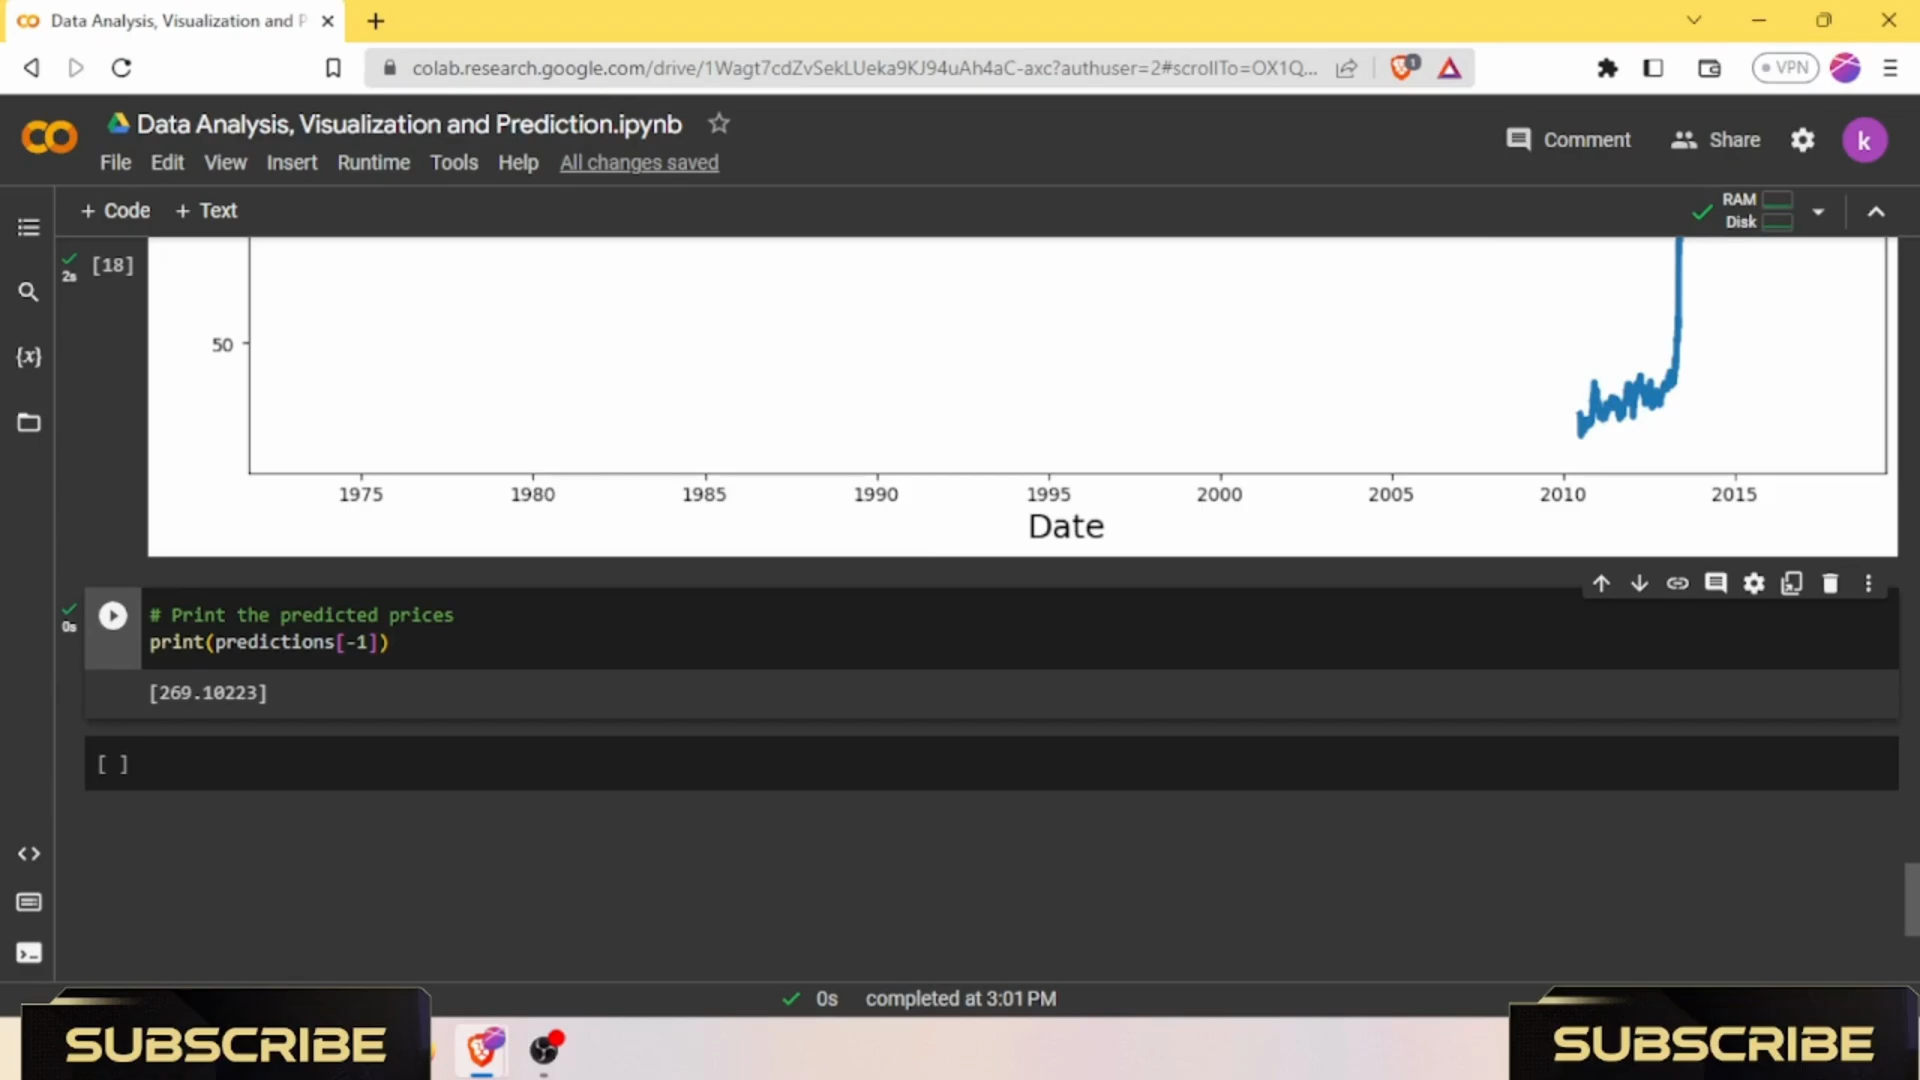 Data Analysis, Visualization and P
colab.research.google.com/drive/1Wagt7cdZvSekLUeka9KJ94uAh4aC-axc?authuser=2#scrollTo=OX1Q...
1
VPN
Data Analysis, Visualization and Prediction.ipynb
Comment
Share
k
File Edit View Insert Runtime Tools Help All changes saved
+ Code + Text
RAM
Disk
2s [18]
{x}
50
1975 1980 1985 1990 1995 2000 2005 2010 2015
Date
0s
# Print the predicted prices
print(predictions[-1])
[269.10223]
[ ]
0s completed at 3:01 PM
SUBSCRIBE
SUBSCRIBE